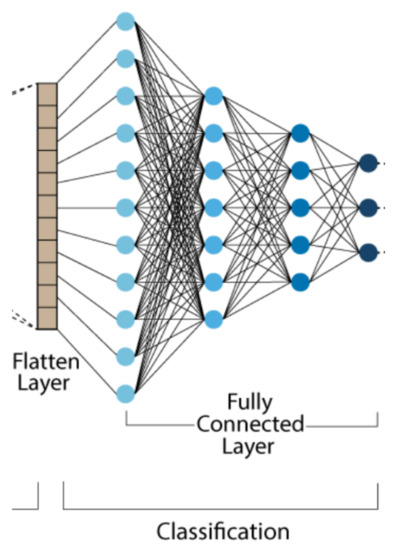 Flatten
Layer
Fully
Connected
Layer
Classification